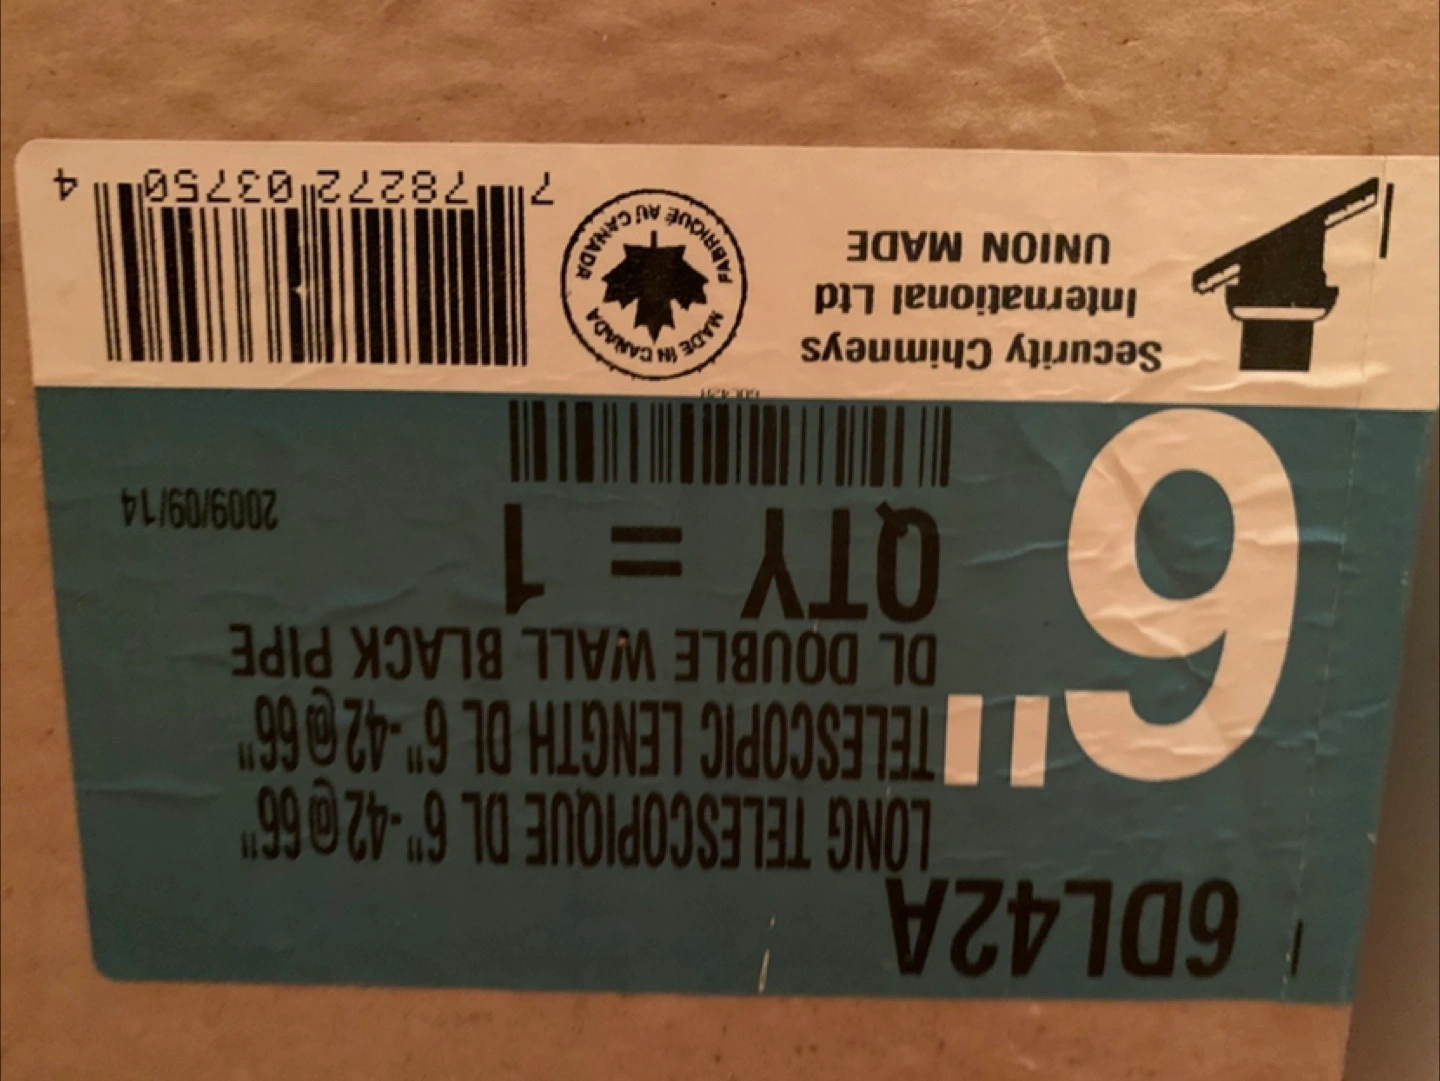 6DL42A
LONG TELESCOPIQUE DL 6"-42@66"
TELESCOPIC LENGTH DL 6"-42@66"
DL DOUBLE WALL BLACK PIPE
6"
QTY = 1
2009/09/14
6DL42A
Security Chimneys
International Ltd
UNION MADE
MADE IN CANADA
FABRIQUÉ AU CANADA
7 78272 03750 4